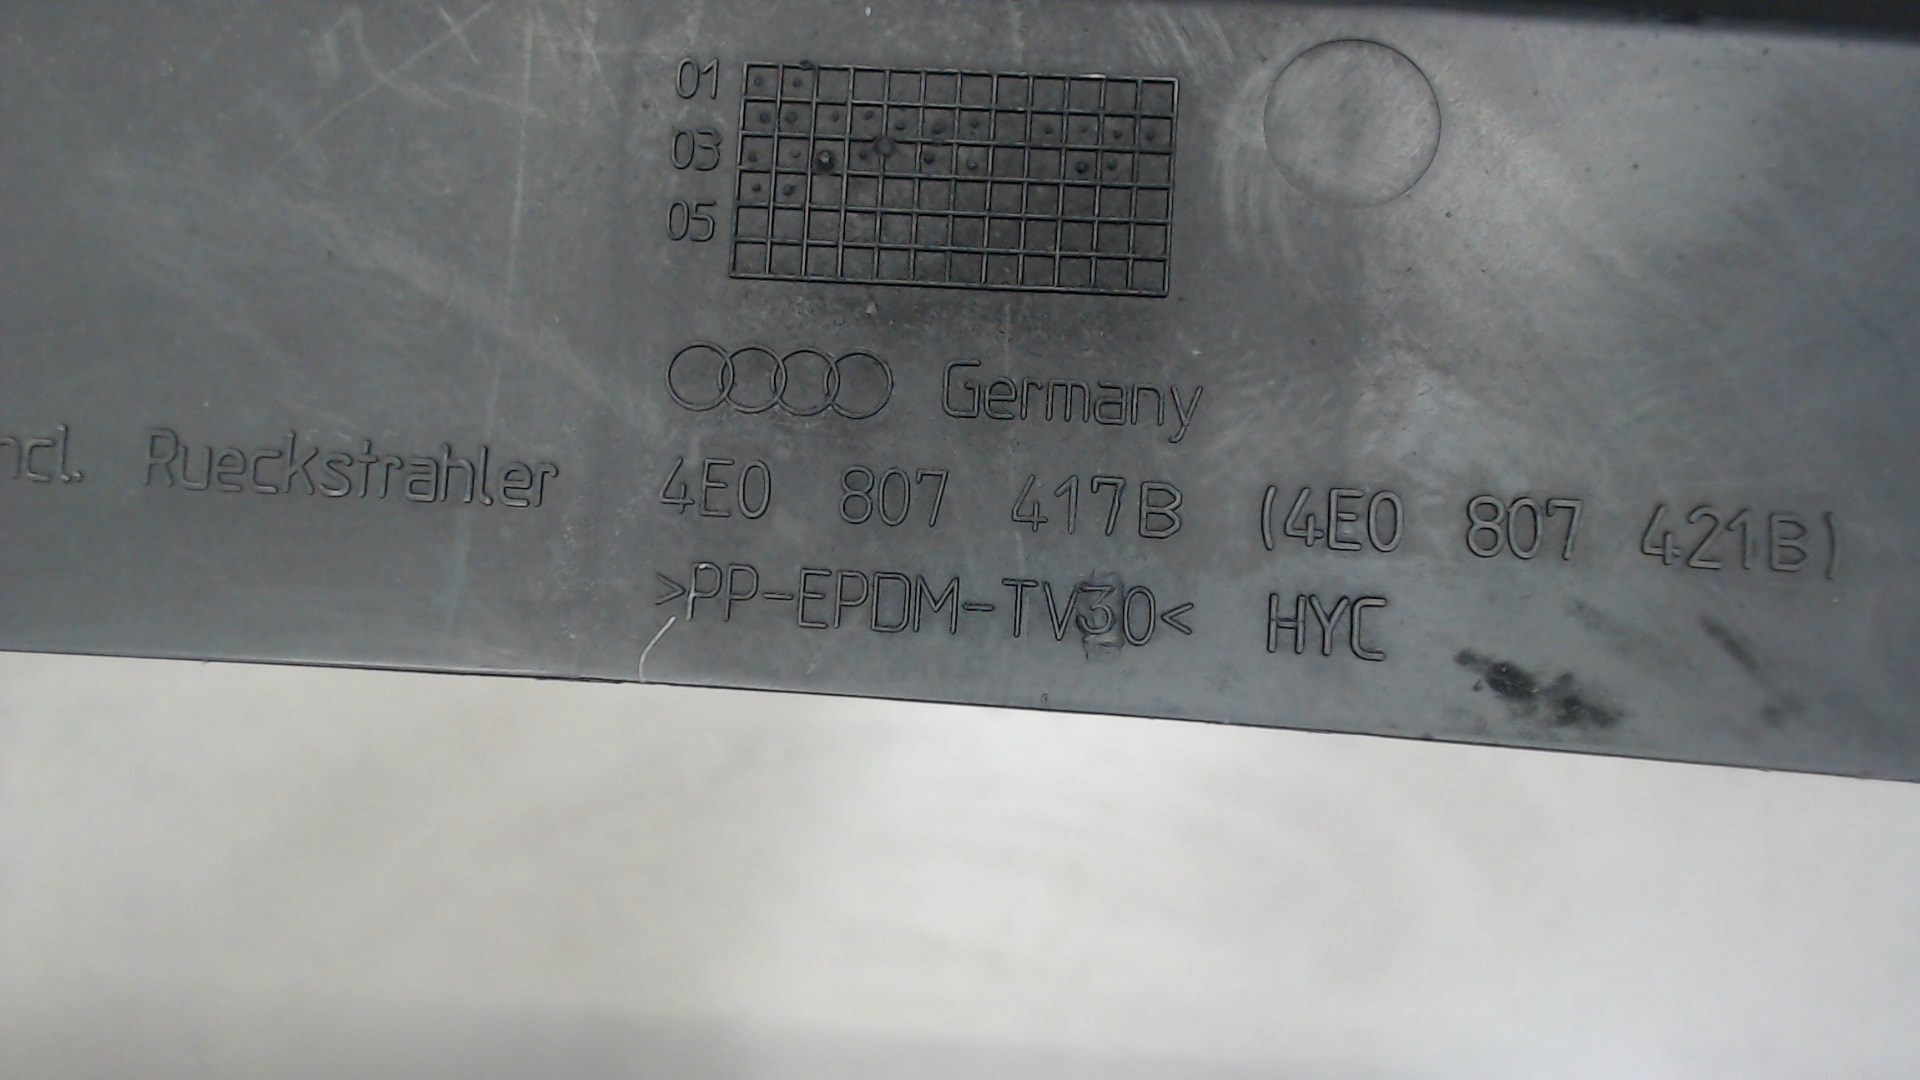 01
03
05
Germany
ncl. Rueckstrahler 4E0 807 417B (4E0 807 421B)
>PP-EPDM-TV30< HYC